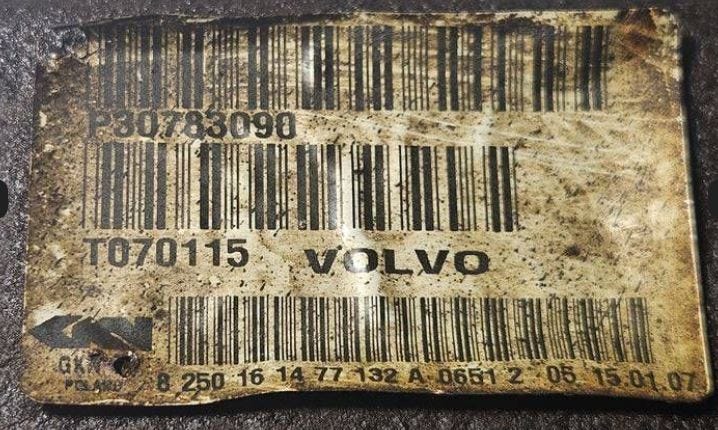 P30783090
T070115 VOLVO
GKN
POLAND
8 250 16 14 77 132 A 0651 2 05 15.01.07